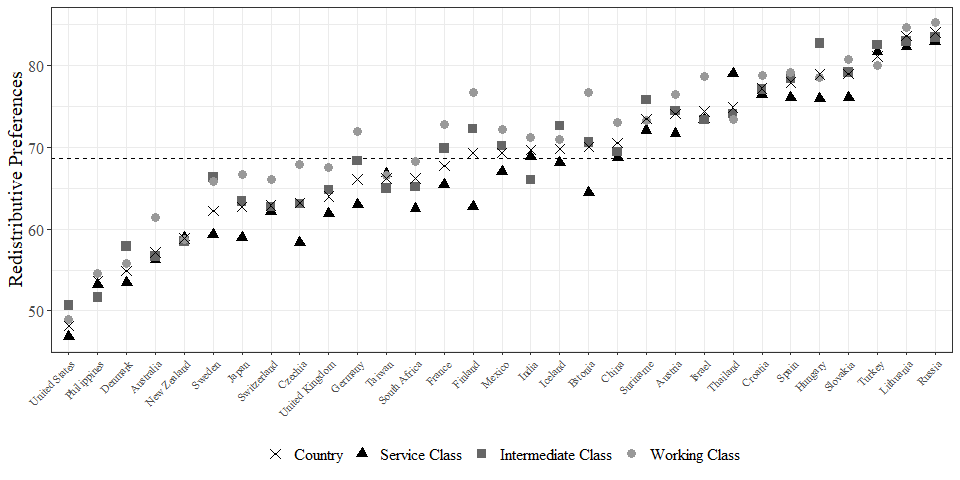 Redistributive Preferences
80
70
60
50
United States
Philippines
Denmark
Australia
New Zealand
Sweden
Japan
Switzerland
Czechia
United Kingdom
Germany
Taiwan
South Africa
France
Finland
Mexico
India
Iceland
Estonia
China
Suriname
Austria
Israel
Thailand
Croatia
Spain
Hungary
Slovakia
Turkey
Lithuania
Russia
Country Service Class Intermediate Class Working Class